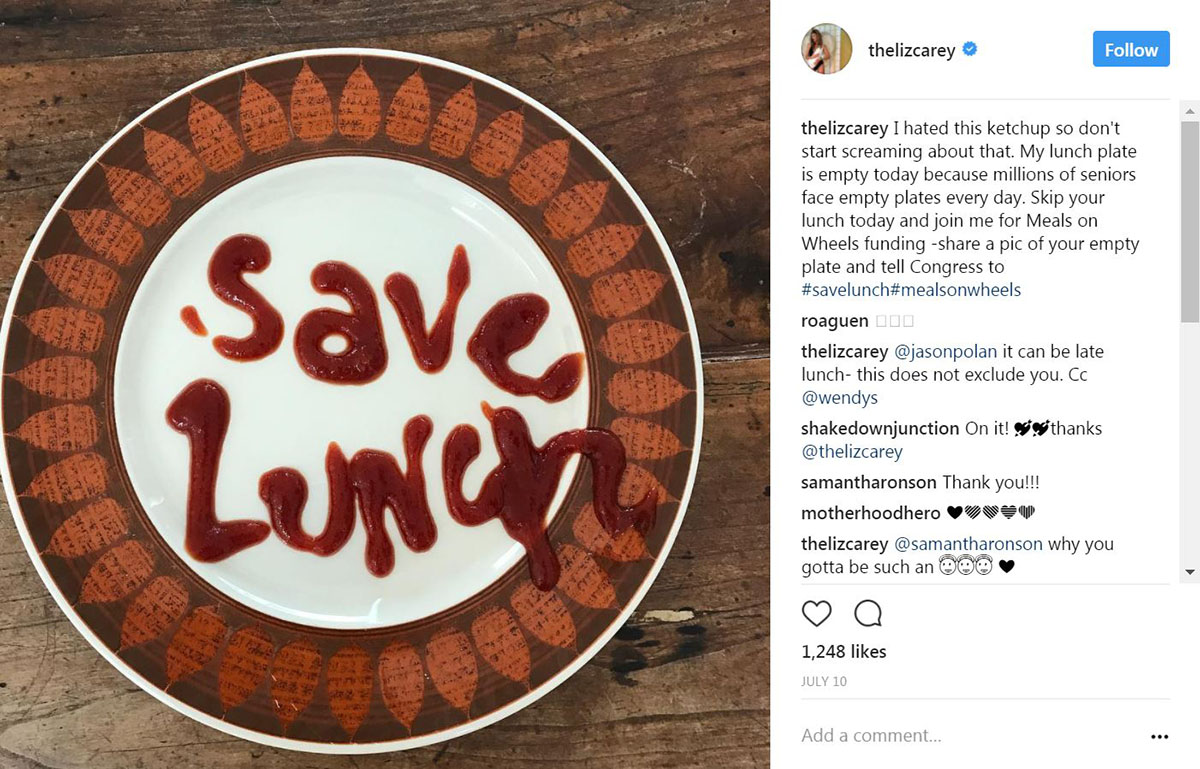 save
Lunch
thelizcarey
Follow
thelizcarey I hated this ketchup so don't
start screaming about that. My lunch plate
is empty today because millions of seniors
face empty plates every day. Skip your
lunch today and join me for Meals on
Wheels funding -share a pic of your empty
plate and tell Congress to
#savelunch#mealsonwheels
roaguen
thelizcarey @jasonpolan it can be late
lunch- this does not exclude you. Cc
@wendys
shakedownjunction On it! thanks
@thelizcarey
samantharonson Thank you!!!
motherhoodhero
thelizcarey @samantharonson why you
gotta be such an
1,248 likes
JULY 10
Add a comment...